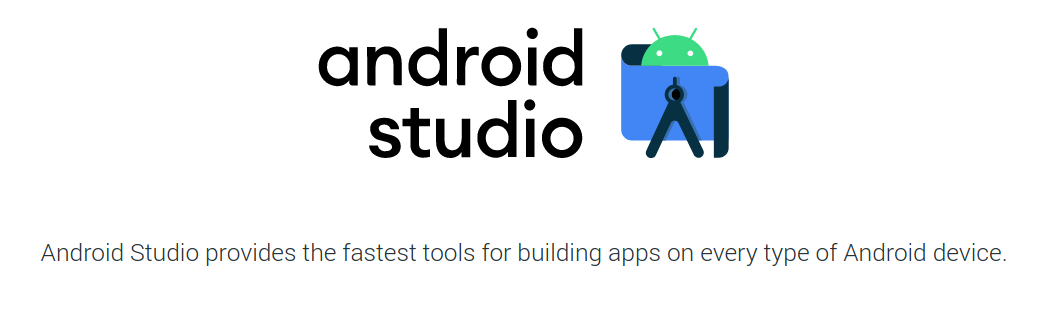 android
studio
Android Studio provides the fastest tools for building apps on every type of Android device.